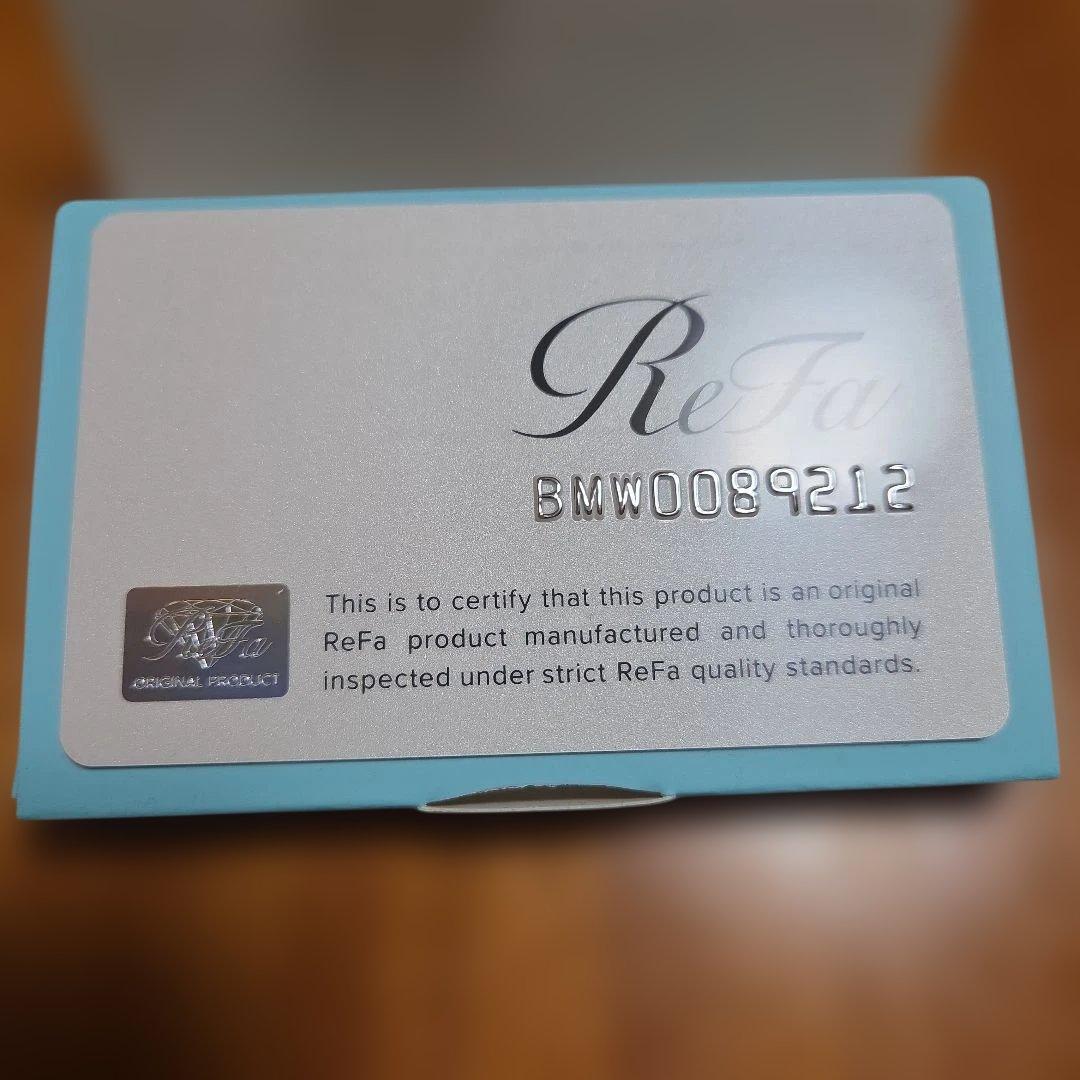 ReFa
BMW0089212
This is to certify that this product is an original
ReFa product manufactured and thoroughly
inspected under strict ReFa quality standards.
ReFa
ORIGINAL PRODUCT